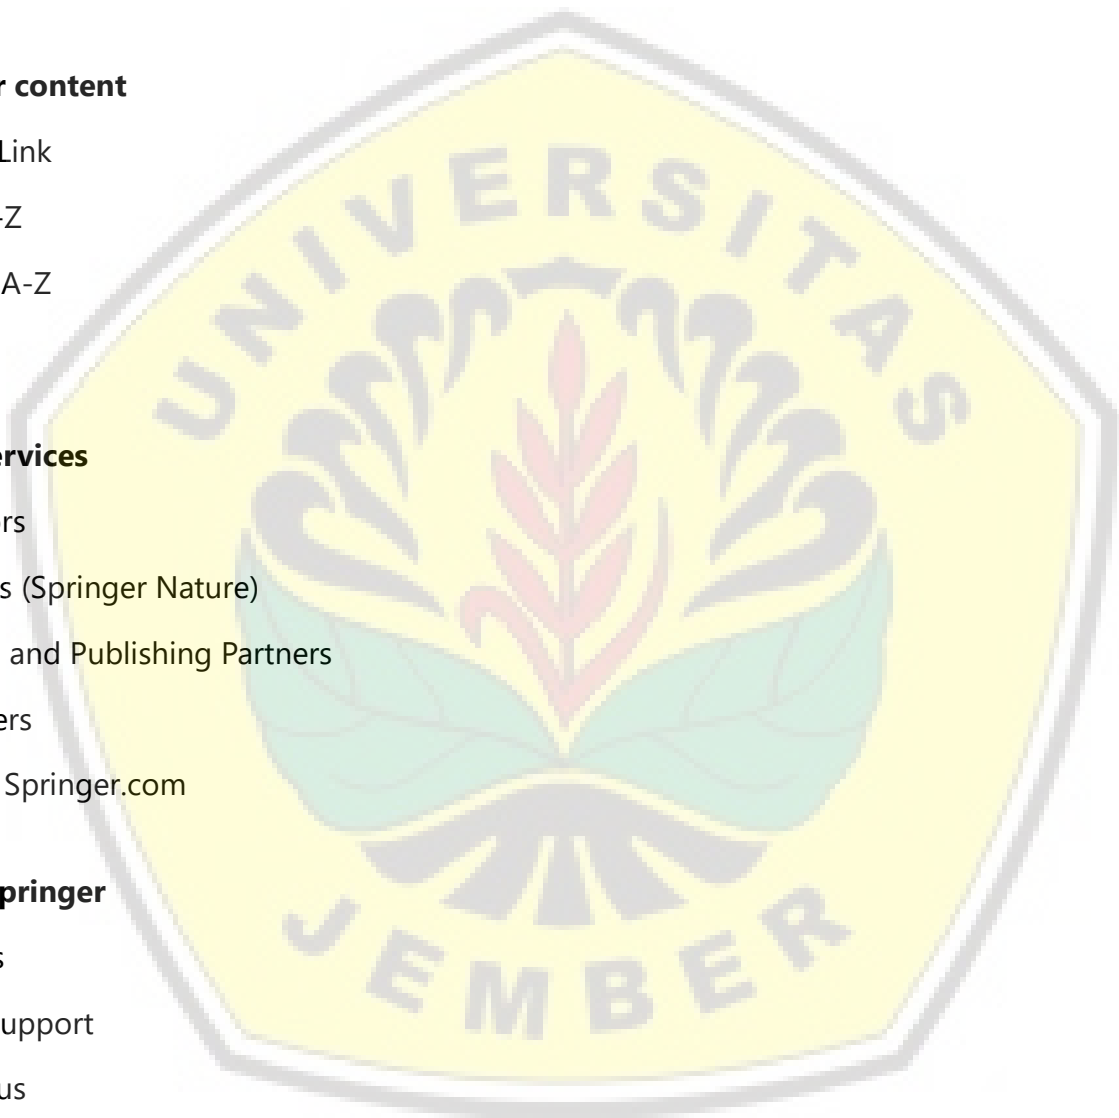 r content
Link
-Z
A-Z
ervices
rs
s (Springer Nature)
and Publishing Partners
ers
Springer.com
pringer
s
upport
us
UNIVERSITAS
JEMBER